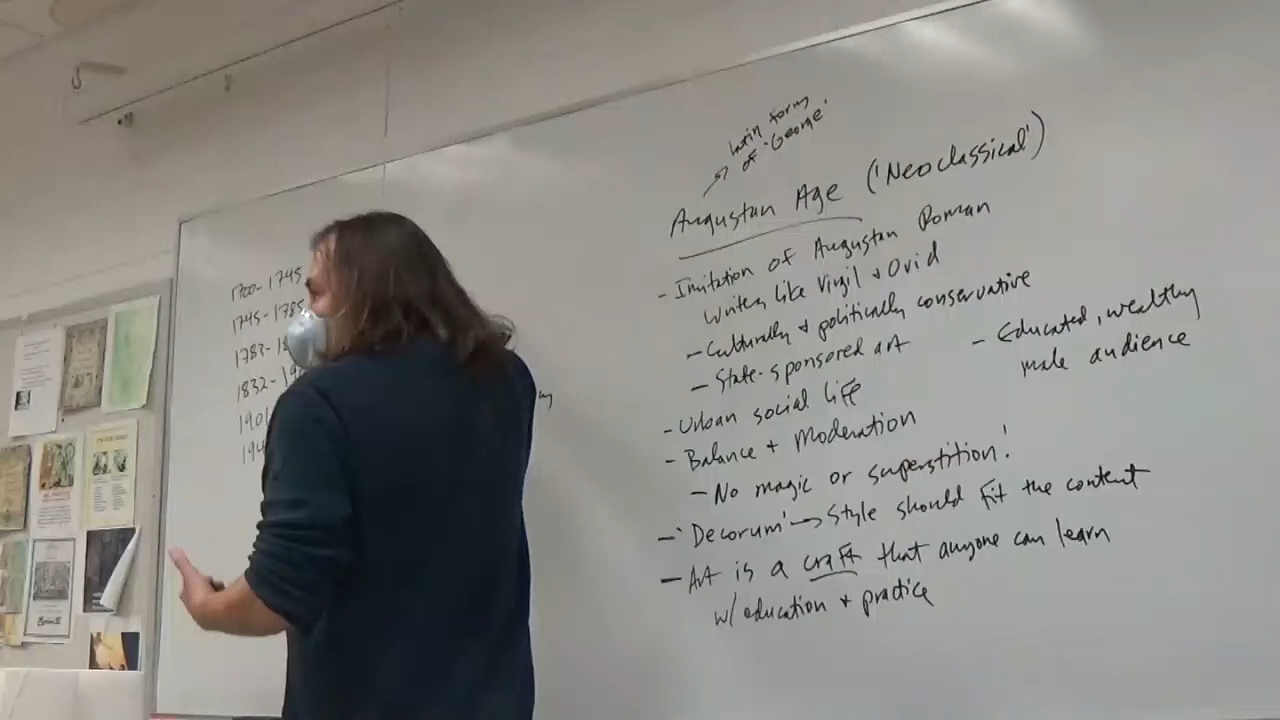 1700-1745
1745-1785
1783-18
1832-19
1901
194
Latin form
of 'George'
Augustan Age ('Neoclassical')
- Imitation of Augustan Roman
writers like Virgil + Ovid
- Culturally + politically conservative
- State-sponsored art
- Educated, wealthy
male audience
- Urban social life
- Balance + Moderation
- No magic or superstition!
- 'Decorum' → Style should fit the content
- Art is a craft that anyone can learn
w/ education + practice